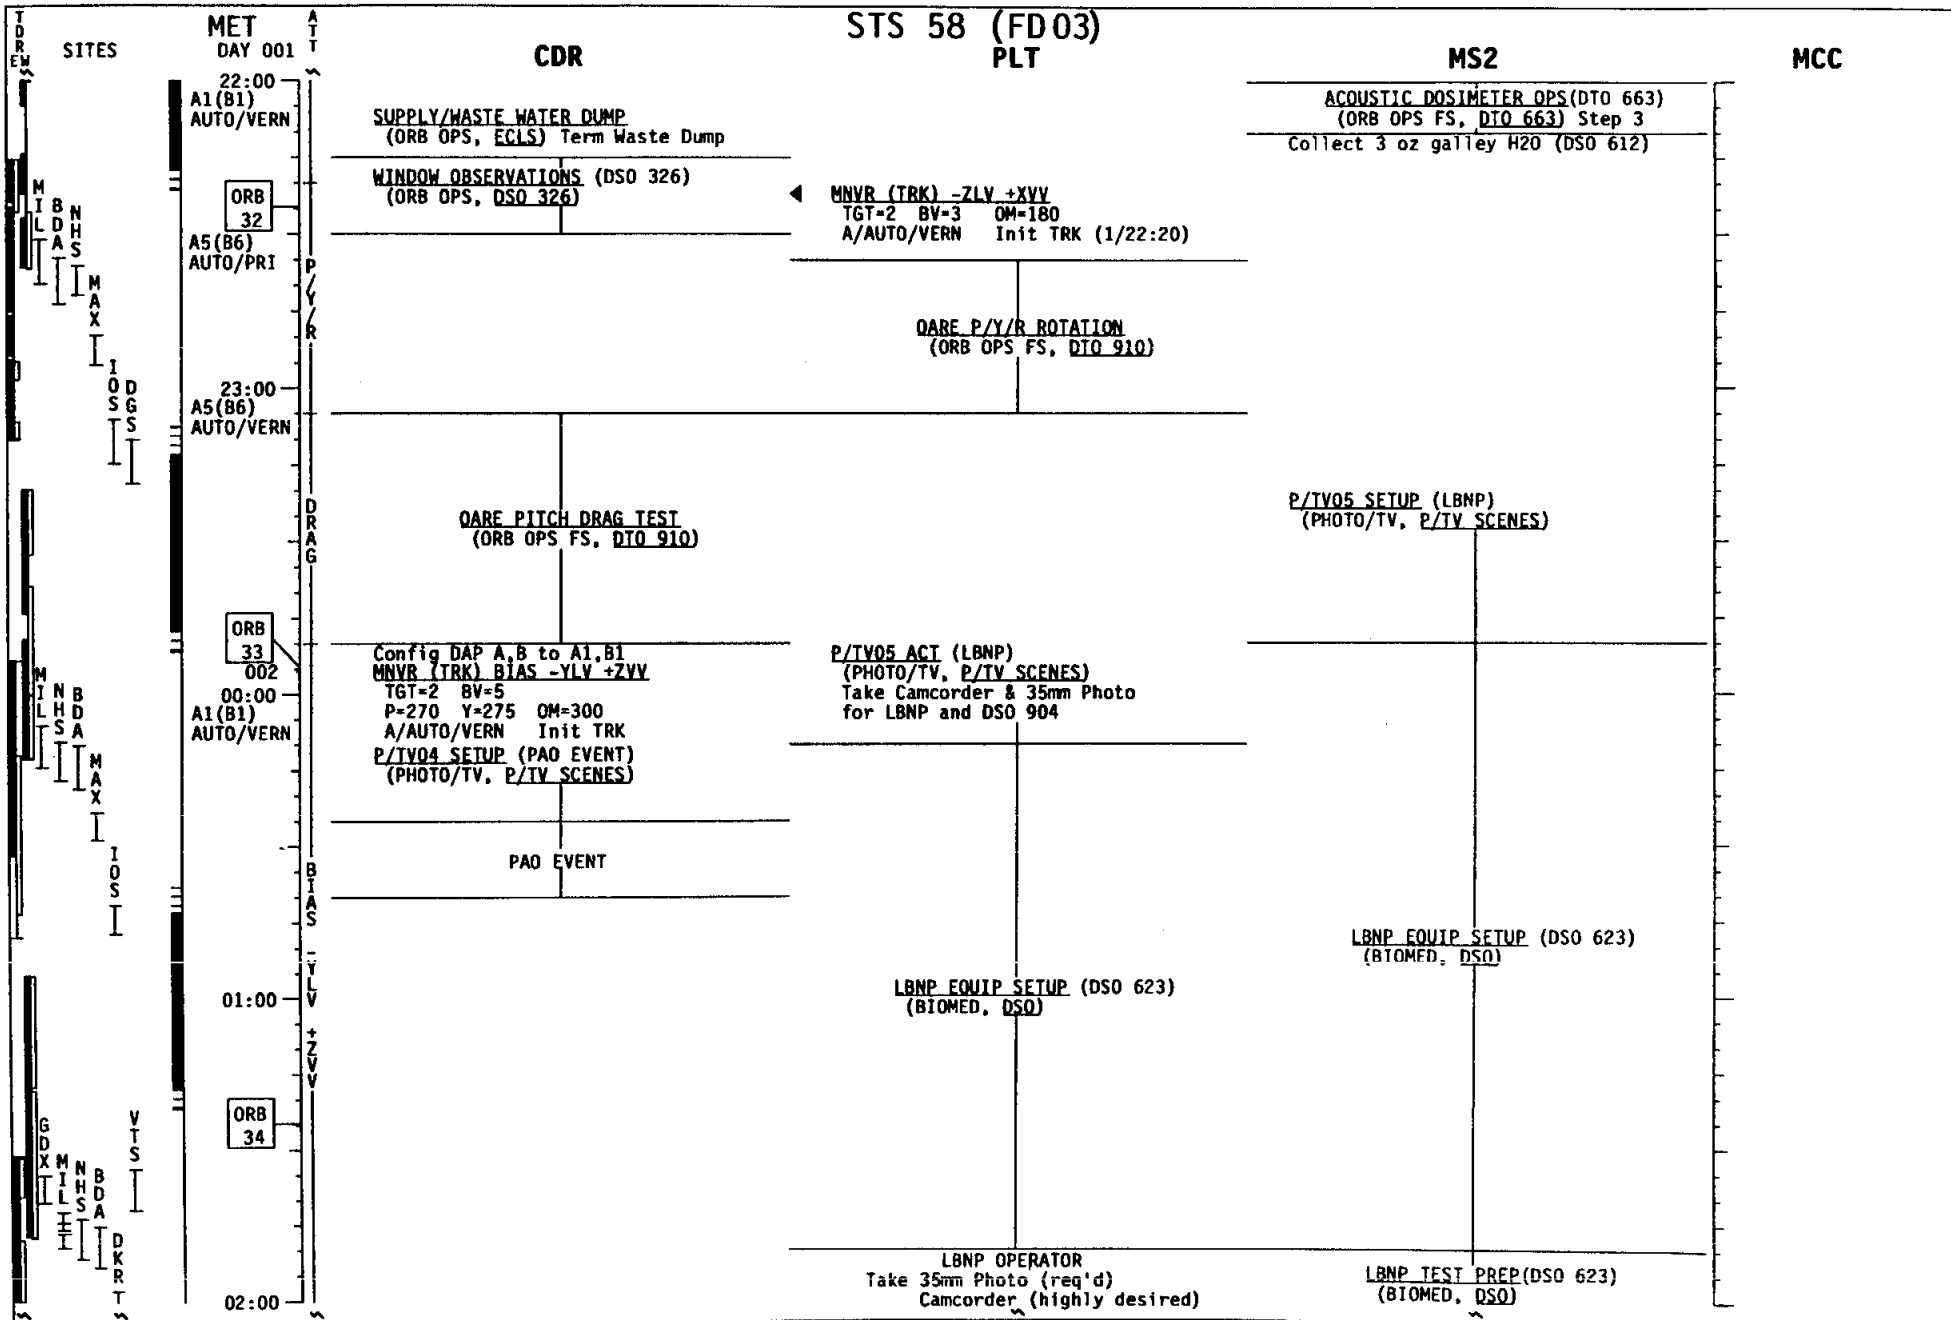 STS 58 (FD03)
TDRS
E W
SITES
MET
DAY 001
ATT
CDR
PLT
MS2
MCC
22:00
A1(B1)
AUTO/VERN
ORB
32
A5(B6)
AUTO/PRI
23:00
A5(B6)
AUTO/VERN
ORB
33
002
00:00
A1(B1)
AUTO/VERN
01:00
ORB
34
02:00
MIL
BDA
NHS
MAX
IOS
DGS
MIL
NHS
BDA
MAX
IOS
GDX
MIL
NHS
BDA
VTS
DKRT
P/Y/R
DRAG
BIAS -YLV +ZVV
SUPPLY/WASTE WATER DUMP
(ORB OPS, ECLS) Term Waste Dump
WINDOW OBSERVATIONS (DSO 326)
(ORB OPS, DSO 326)
OARE PITCH DRAG TEST
(ORB OPS FS, DTO 910)
Config DAP A,B to A1,B1
MNVR (TRK) BIAS -YLV +ZVV
TGT=2 BV=5
P=270 Y=275 OM=300
A/AUTO/VERN Init TRK
P/TV04 SETUP (PAO EVENT)
(PHOTO/TV, P/TV SCENES)
PAO EVENT
MNVR (TRK) -ZLV +XVV
TGT=2 BV=3 OM=180
A/AUTO/VERN Init TRK (1/22:20)
OARE P/Y/R ROTATION
(ORB OPS FS, DTO 910)
P/TV05 ACT (LBNP)
(PHOTO/TV, P/TV SCENES)
Take Camcorder & 35mm Photo
for LBNP and DSO 904
LBNP EQUIP SETUP (DSO 623)
(BIOMED, DSO)
LBNP OPERATOR
Take 35mm Photo (req'd)
Camcorder (highly desired)
ACOUSTIC DOSIMETER OPS(DTO 663)
(ORB OPS FS, DTO 663) Step 3
Collect 3 oz galley H2O (DSO 612)
P/TV05 SETUP (LBNP)
(PHOTO/TV, P/TV SCENES)
LBNP EQUIP SETUP (DSO 623)
(BIOMED, DSO)
LBNP TEST PREP(DSO 623)
(BIOMED, DSO)